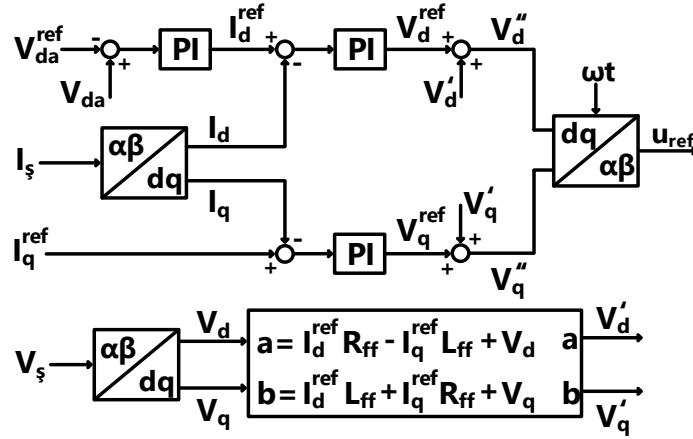 V_da^ref - + PI I_d^ref + - PI V_d^ref + + V_d″
V_da V_d′ ωt
I_ş αβ dq I_d dq αβ u_ref
I_q
I_q^ref + - PI V_q^ref + + V_q′
V_q″
V_ş αβ dq V_d a = I_d^ref R_ff - I_q^ref L_ff + V_d a V_d′
V_q b = I_d^ref L_ff + I_q^ref R_ff + V_q b V_q′